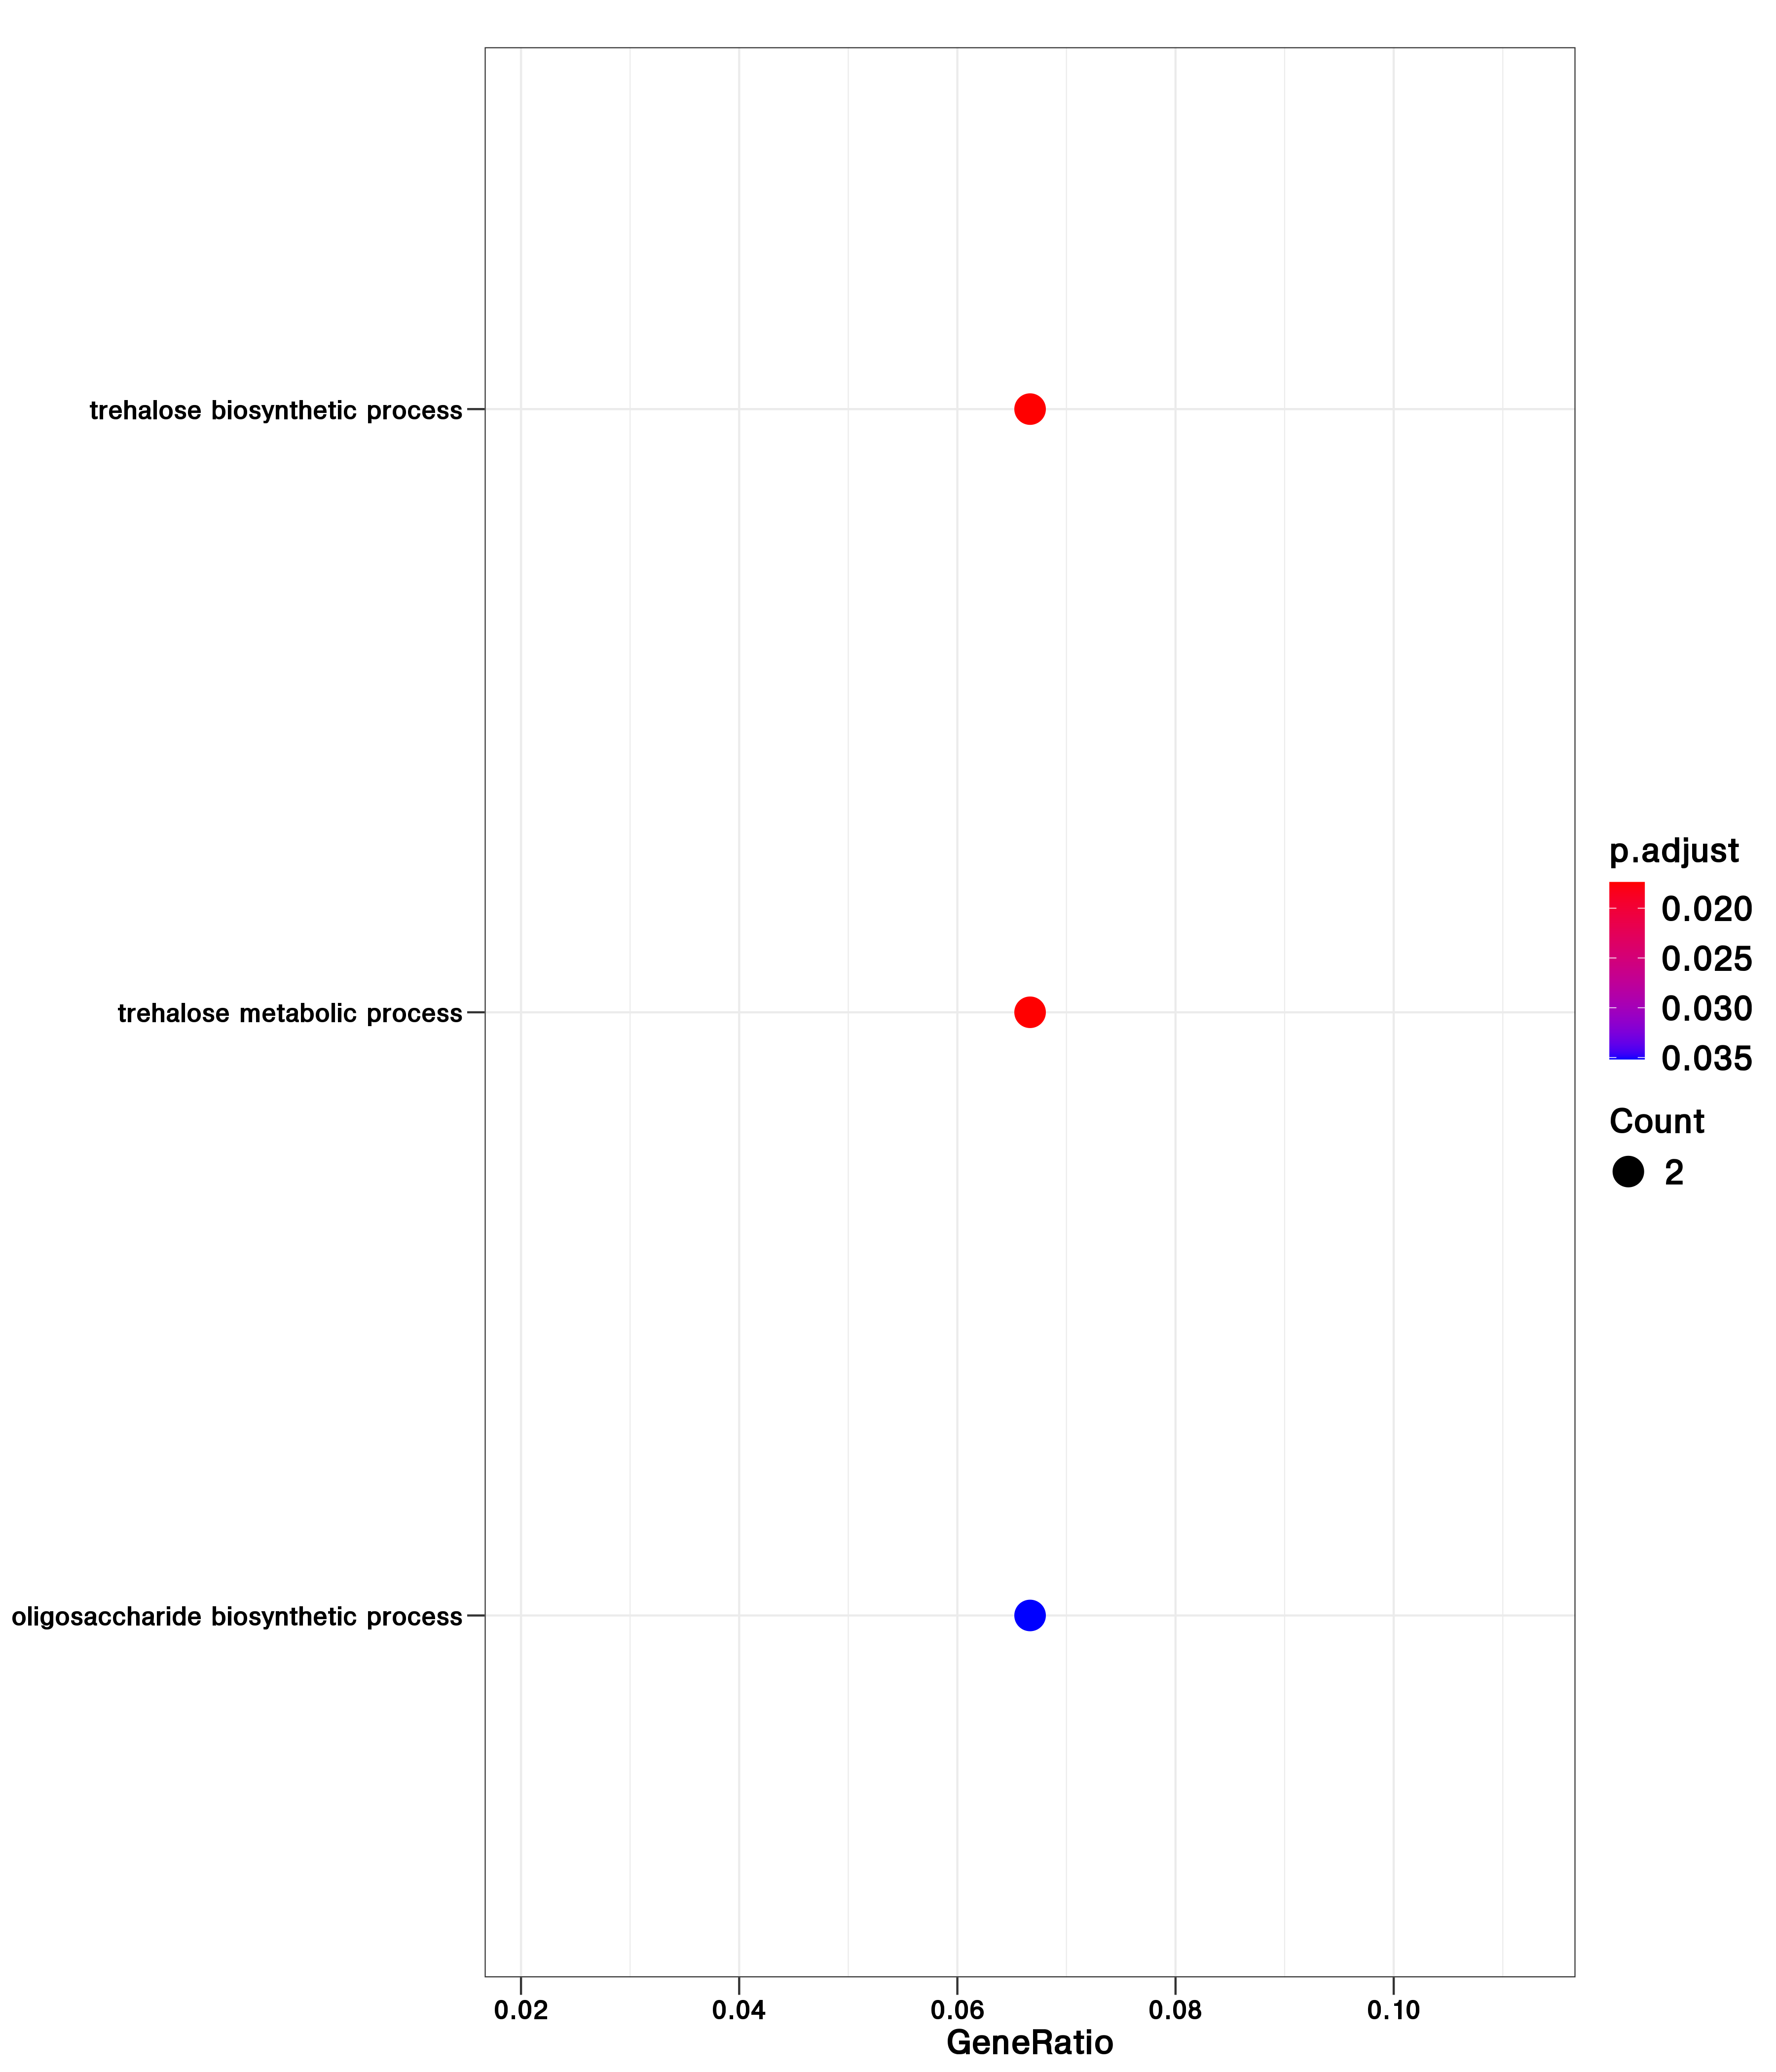 trehalose biosynthetic process
trehalose metabolic process
oligosaccharide biosynthetic process
0.02 0.04 0.06 0.08 0.10
GeneRatio
p.adjust
0.020
0.025
0.030
0.035
Count
2